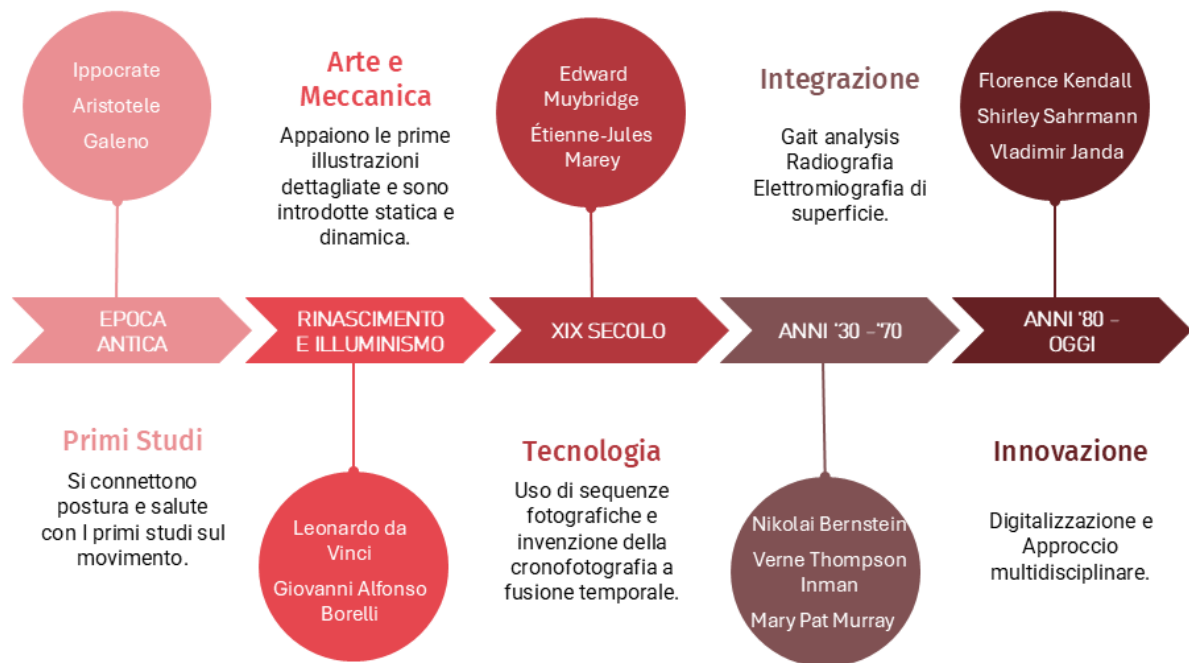 Ippocrate
Aristotele
Galeno
EPOCA
ANTICA
Primi Studi
Si connettono
postura e salute
con I primi studi sul
movimento.
Arte e
Meccanica
Appaiono le prime
illustrazioni
dettagliate e sono
introdotte statica e
dinamica.
RINASCIMENTO
E ILLUMINISMO
Leonardo da
Vinci
Giovanni Alfonso
Borelli
Edward
Muybridge
Étienne-Jules
Marey
XIX SECOLO
Tecnologia
Uso di sequenze
fotografiche e
invenzione della
cronofotografia a
fusione temporale.
Integrazione
Gait analysis
Radiografia
Elettromiografia di
superficie.
ANNI '30 -'70
Nikolai Bernstein
Verne Thompson
Inman
Mary Pat Murray
Florence Kendall
Shirley Sahrmann
Vladimir Janda
ANNI '80 –
OGGI
Innovazione
Digitalizzazione e
Approccio
multidisciplinare.